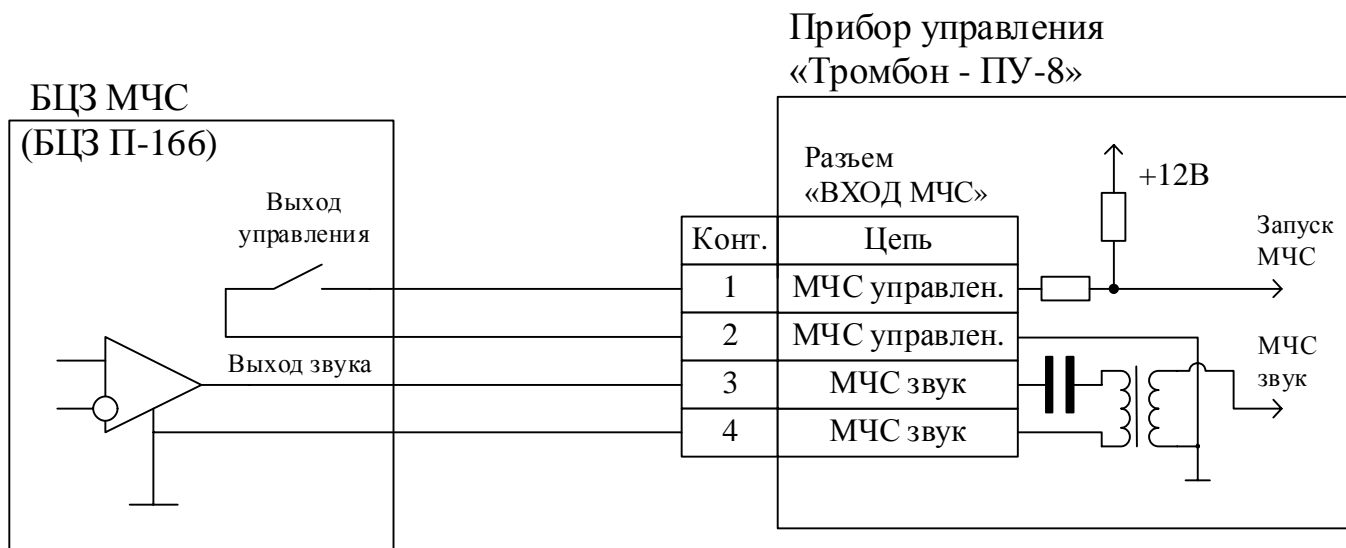 Прибор управления
«Тромбон - ПУ-8»
БЦЗ МЧС
(БЦЗ П-166)
Разъем
«ВХОД МЧС»
+12В
Выход
управления
Запуск
МЧС
Конт.
Цепь
1
МЧС управлен.
2
МЧС управлен.
Выход звука
3
МЧС звук
МЧС
звук
4
МЧС звук